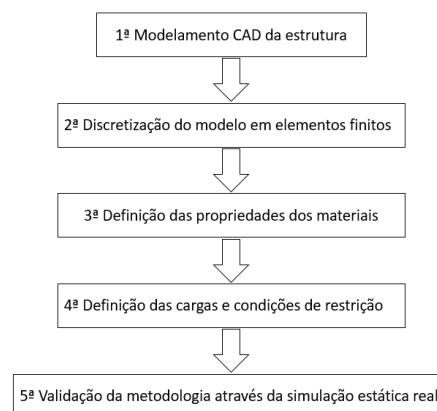 1ª Modelamento CAD da estrutura
2ª Discretização do modelo em elementos finitos
3ª Definição das propriedades dos materiais
4ª Definição das cargas e condições de restrição
5ª Validação da metodologia através da simulação estática real